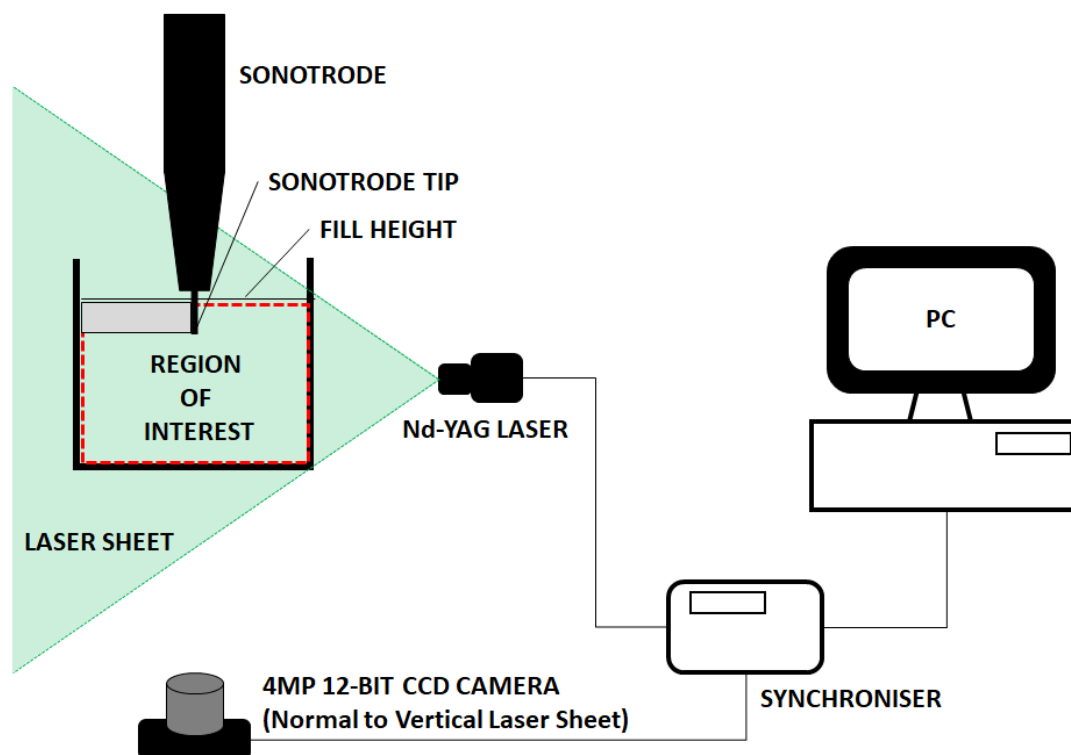 SONOTRODE
SONOTRODE TIP
FILL HEIGHT
PC
REGION
OF
INTEREST
Nd-YAG LASER
LASER SHEET
4MP 12-BIT CCD CAMERA
(Normal to Vertical Laser Sheet)
SYNCHRONISER